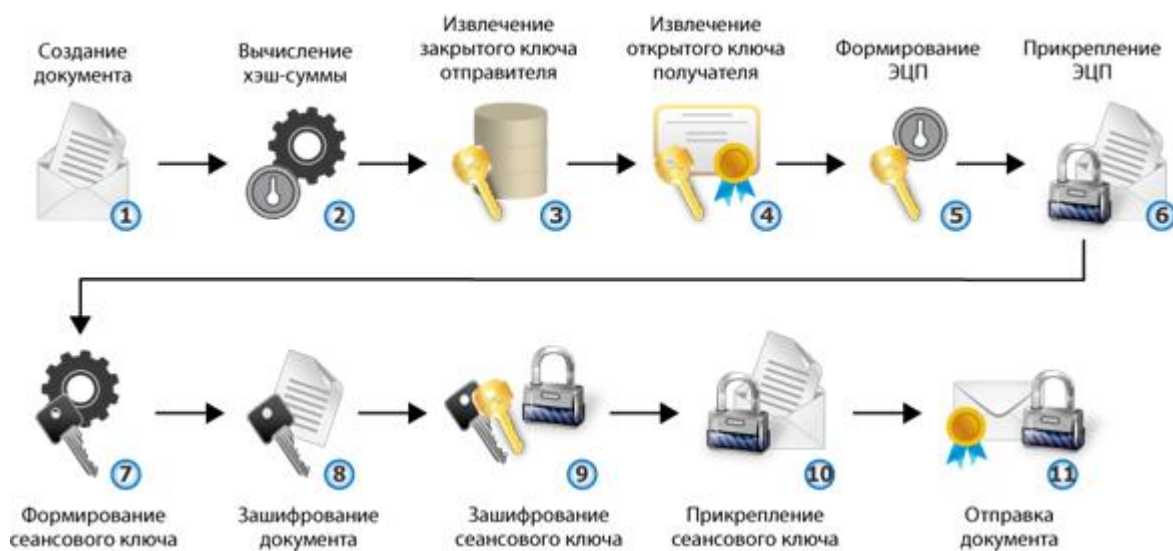 Создание
документа
1
Вычисление
хэш-суммы
2
Извлечение
закрытого ключа
отправителя
3
Извлечение
открытого ключа
получателя
4
Формирование
ЭЦП
5
Прикрепление
ЭЦП
6
7
Формирование
сеансового ключа
8
Зашифрование
документа
9
Зашифрование
сеансового ключа
10
Прикрепление
сеансового ключа
11
Отправка
документа